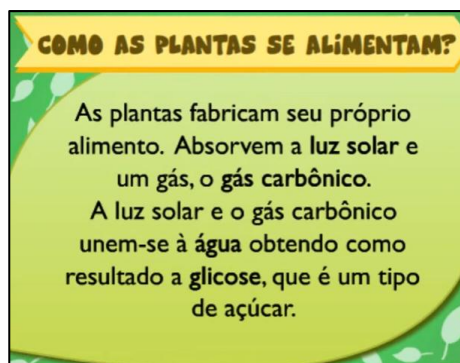 COMO AS PLANTAS SE ALIMENTAM?
As plantas fabricam seu próprio
alimento. Absorvem a luz solar e
um gás, o gás carbônico.
A luz solar e o gás carbônico
unem-se à água obtendo como
resultado a glicose, que é um tipo
de açúcar.